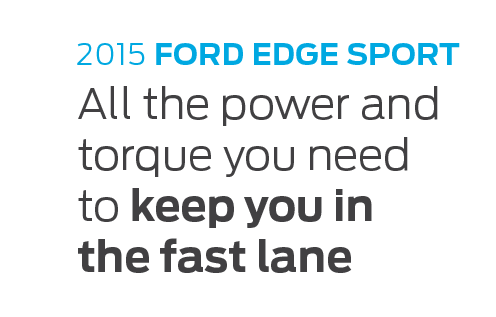 2015 FORD EDGE SPORT
All the power and
torque you need
to keep you in
the fast lane